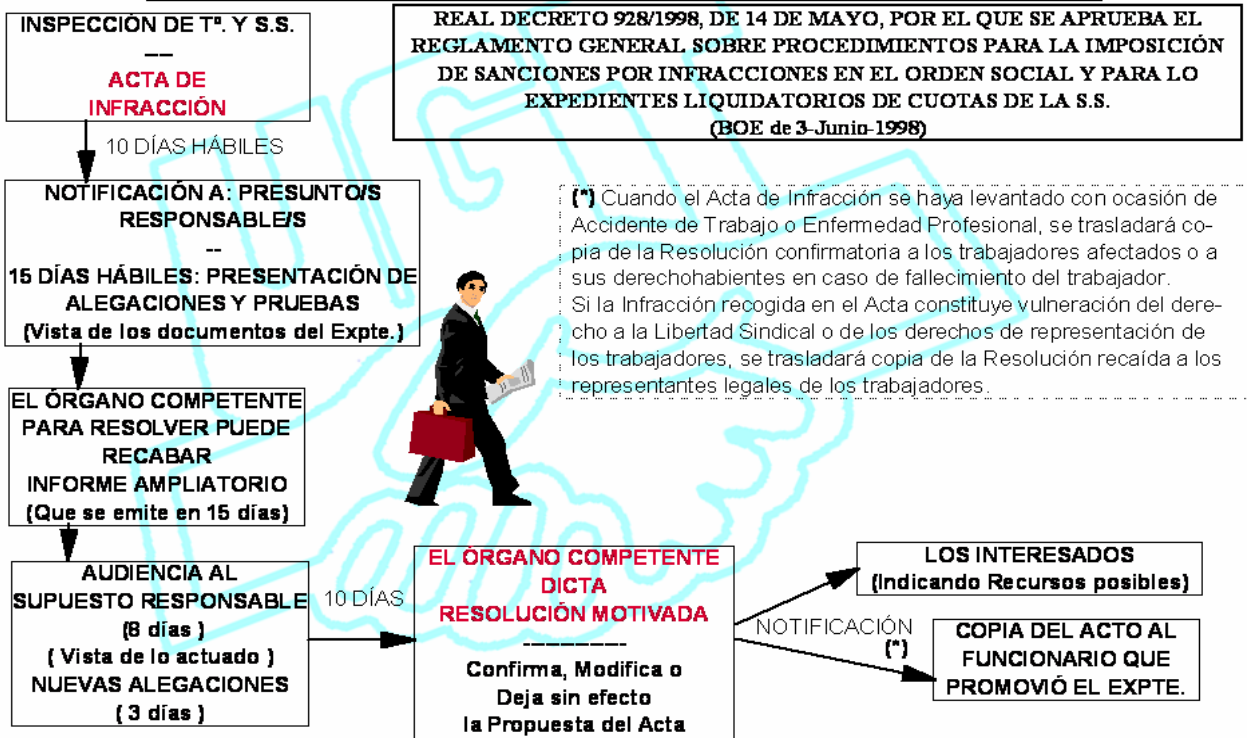 INSPECCIÓN DE Tª. Y S.S.
---
ACTA DE
INFRACCIÓN
REAL DECRETO 928/1998, DE 14 DE MAYO, POR EL QUE SE APRUEBA EL
REGLAMENTO GENERAL SOBRE PROCEDIMIENTOS PARA LA IMPOSICIÓN
DE SANCIONES POR INFRACCIONES EN EL ORDEN SOCIAL Y PARA LO
EXPEDIENTES LIQUIDATORIOS DE CUOTAS DE LA S.S.
(BOE de 3-Junio-1998)
10 DÍAS HÁBILES
NOTIFICACIÓN A: PRESUNTO/S
RESPONSABLE/S
--
15 DÍAS HÁBILES: PRESENTACIÓN DE
ALEGACIONES Y PRUEBAS
(Vista de los documentos del Expte.)
(*) Cuando el Acta de Infracción se haya levantado con ocasión de
Accidente de Trabajo o Enfermedad Profesional, se trasladará co-
pia de la Resolución confirmatoria a los trabajadores afectados o a
sus derechohabientes en caso de fallecimiento del trabajador.
Si la Infracción recogida en el Acta constituye vulneración del dere-
cho a la Libertad Sindical o de los derechos de representación de
los trabajadores, se trasladará copia de la Resolución recaída a los
representantes legales de los trabajadores.
EL ÓRGANO COMPETENTE
PARA RESOLVER PUEDE
RECABAR
INFORME AMPLIATORIO
(Que se emite en 15 días)
AUDIENCIA AL
SUPUESTO RESPONSABLE
(8 días )
( Vista de lo actuado )
NUEVAS ALEGACIONES
( 3 días )
10 DÍAS
EL ÓRGANO COMPETENTE
DICTA
RESOLUCIÓN MOTIVADA
----------
Confirma, Modifica o
Deja sin efecto
la Propuesta del Acta
NOTIFICACIÓN
(*)
LOS INTERESADOS
(Indicando Recursos posibles)
COPIA DEL ACTO AL
FUNCIONARIO QUE
PROMOVIÓ EL EXPTE.
UGT